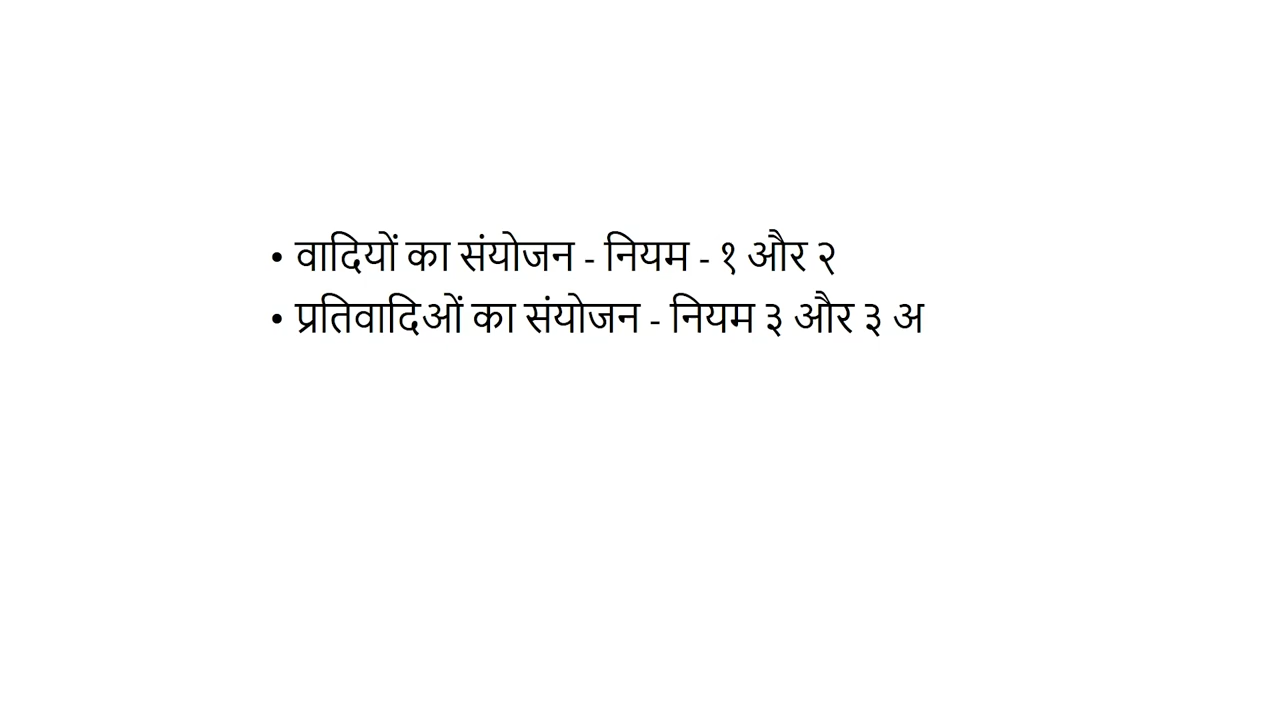 • वादियों का संयोजन - नियम - १ और २
• प्रतिवादिओं का संयोजन - नियम ३ और ३ अ